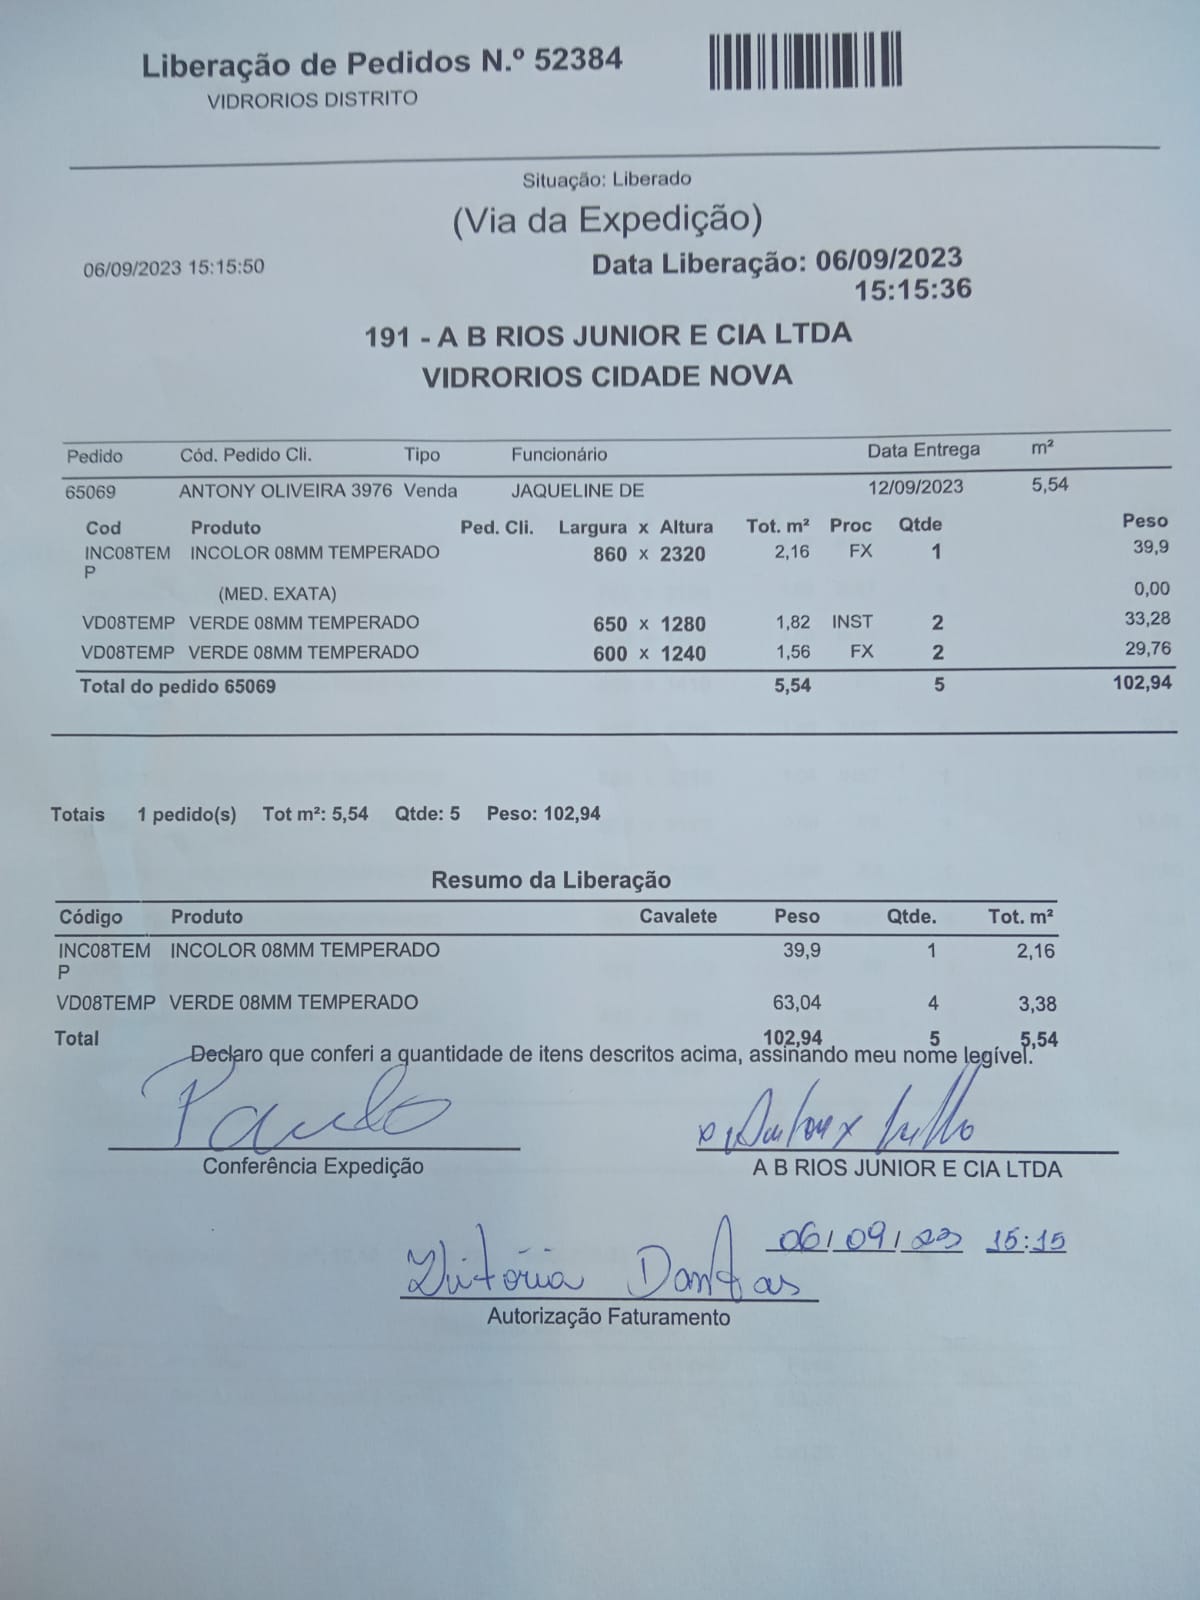 Liberação de Pedidos N.º 52384
VIDRORIOS DISTRITO
Situação: Liberado
(Via da Expedição)
06/09/2023 15:15:50
Data Liberação: 06/09/2023
15:15:36
191 - A B RIOS JUNIOR E CIA LTDA
VIDRORIOS CIDADE NOVA
Pedido Cód. Pedido Cli. Tipo Funcionário Data Entrega m²
65069 ANTONY OLIVEIRA 3976 Venda JAQUELINE DE 12/09/2023 5,54
Cod Produto Ped. Cli. Largura x Altura Tot. m² Proc Qtde Peso
INC08TEM INCOLOR 08MM TEMPERADO 860 x 2320 2,16 FX 1 39,9
P
(MED. EXATA) 0,00
VD08TEMP VERDE 08MM TEMPERADO 650 x 1280 1,82 INST 2 33,28
VD08TEMP VERDE 08MM TEMPERADO 600 x 1240 1,56 FX 2 29,76
Total do pedido 65069 5,54 5 102,94
Totais 1 pedido(s) Tot m²: 5,54 Qtde: 5 Peso: 102,94
Resumo da Liberação
Código Produto Cavalete Peso Qtde. Tot. m²
INC08TEM INCOLOR 08MM TEMPERADO 39,9 1 2,16
P
VD08TEMP VERDE 08MM TEMPERADO 63,04 4 3,38
Total 102,94 5 5,54
Declaro que conferi a quantidade de itens descritos acima, assinando meu nome legível.
Paulo
Conferência Expedição
A B RIOS JUNIOR E CIA LTDA
06/09/23 15:15
Vitória Dantas
Autorização Faturamento